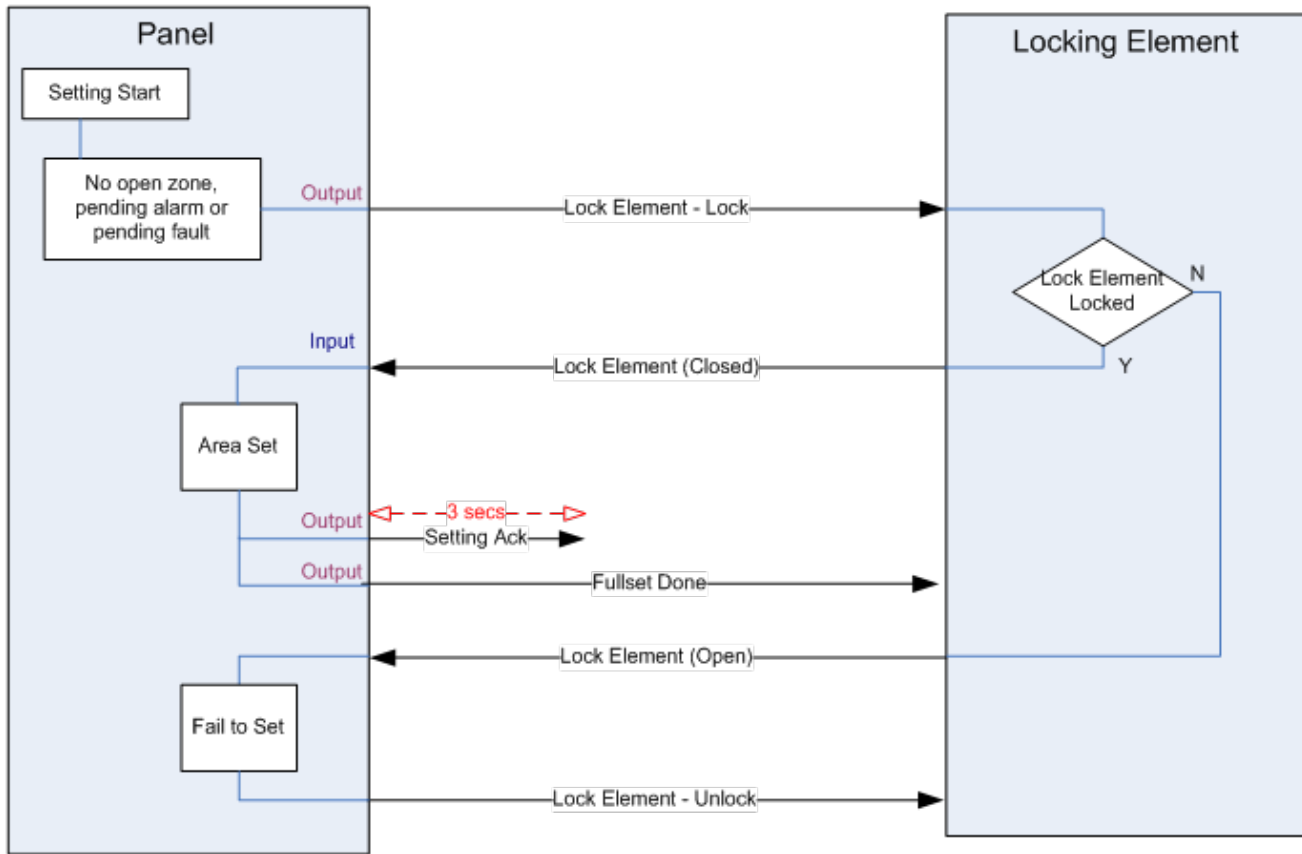 Panel
Locking Element
Setting Start
No open zone,
pending alarm or
pending fault
Output
Lock Element - Lock
Lock Element
Locked
N
Y
Input
Lock Element (Closed)
Area Set
3 secs
Output
Setting Ack
Output
Fullset Done
Lock Element (Open)
Fail to Set
Lock Element - Unlock